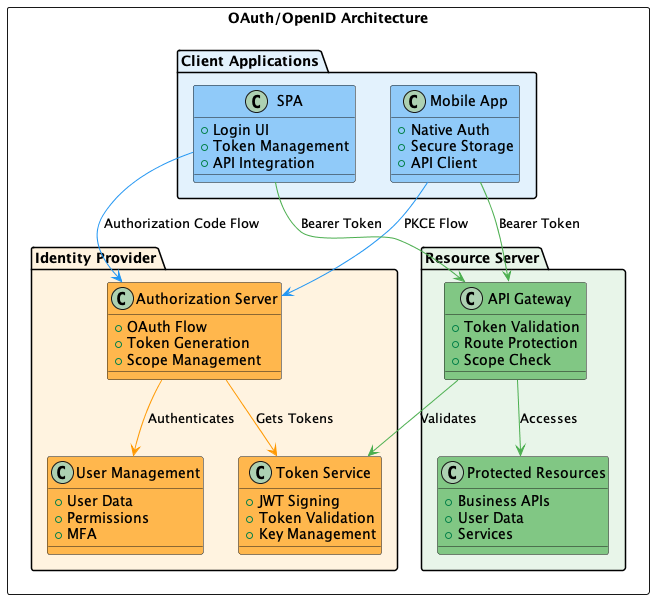 OAuth/OpenID Architecture
Client Applications
C SPA
Login UI
Token Management
API Integration
C Mobile App
Native Auth
Secure Storage
API Client
Authorization Code Flow
Bearer Token
PKCE Flow
Bearer Token
Identity Provider
C Authorization Server
OAuth Flow
Token Generation
Scope Management
Resource Server
C API Gateway
Token Validation
Route Protection
Scope Check
Authenticates
Gets Tokens
Validates
Accesses
C User Management
User Data
Permissions
MFA
C Token Service
JWT Signing
Token Validation
Key Management
C Protected Resources
Business APIs
User Data
Services